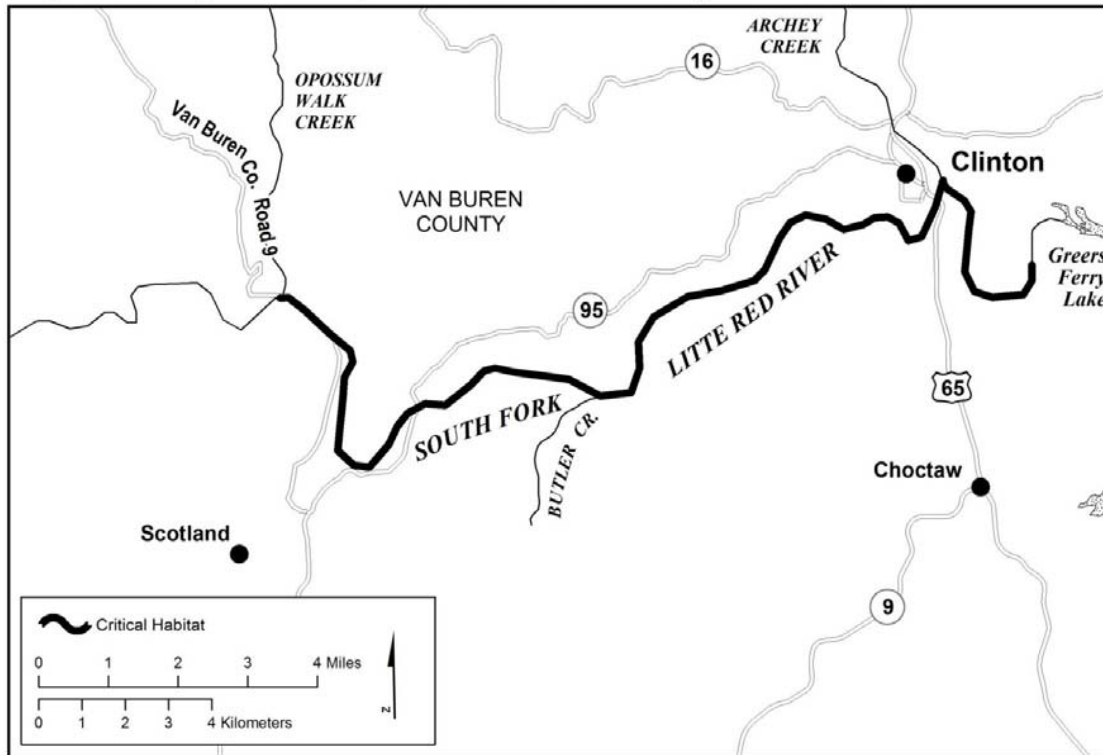 ARCHEY
CREEK
16
OPOSSUM
WALK
CREEK
Van Buren Co. Road 9
Clinton
VAN BUREN
COUNTY
Greers
Ferry
Lake
95
LITTE RED RIVER
SOUTH FORK
65
BUTLER CR.
Choctaw
Scotland
9
Critical Habitat
0 1 2 3 4 Miles
0 1 2 3 4 Kilometers
z